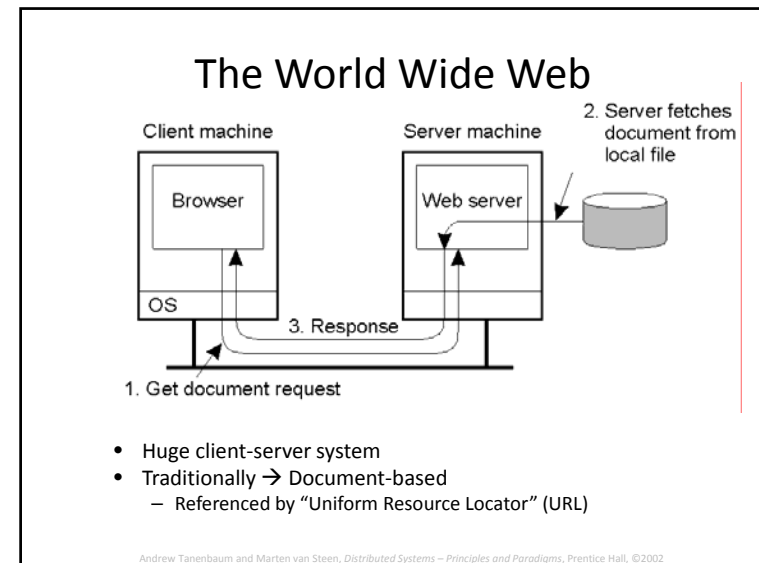 The World Wide Web
Client machine
Server machine
2. Server fetches
document from
local file
Browser
Web server
OS
3. Response
1. Get document request
• Huge client-server system
• Traditionally → Document-based
– Referenced by “Uniform Resource Locator” (URL)
Andrew Tanenbaum and Marten van Steen, Distributed Systems – Principles and Paradigms, Prentice Hall, ©2002